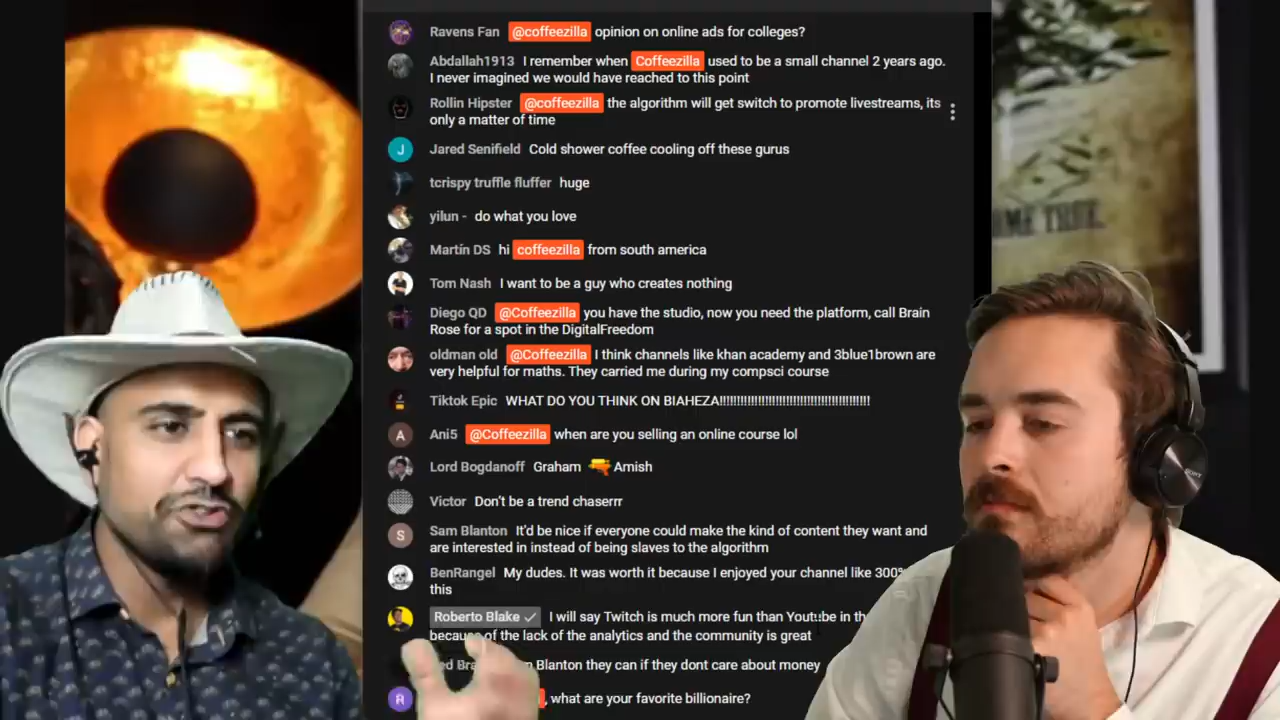 Ravens Fan @coffeezilla opinion on online ads for colleges?
Abdallah1913 I remember when Coffeezilla used to be a small channel 2 years ago.
I never imagined we would have reached to this point
Rollin Hipster @coffeezilla the algorithm will get switch to promote livestreams, its
only a matter of time
J Jared Senifield Cold shower coffee cooling off these gurus
tcrispy truffle fluffer huge
yilun - do what you love
Martín DS hi coffeezilla from south america
Tom Nash I want to be a guy who creates nothing
Diego QD @Coffeezilla you have the studio, now you need the platform, call Brain
Rose for a spot in the DigitalFreedom
oldman old @Coffeezilla I think channels like khan academy and 3blue1brown are
very helpful for maths. They carried me during my compsci course
Tiktok Epic WHAT DO YOU THINK ON BIAHEZA!!!!!!!!!!!!!!!!!!!!!!!!!!!!!!!!!!!!!!!!!!!
A Ani5 @Coffeezilla when are you selling an online course lol
Lord Bogdanoff Graham Amish
Victor Don't be a trend chaserrr
S Sam Blanton It'd be nice if everyone could make the kind of content they want and
are interested in instead of being slaves to the algorithm
BenRangel My dudes. It was worth it because I enjoyed your channel like 300%
this
Roberto Blake I will say Twitch is much more fun than Youtube in
because of the lack of the analytics and the community is great
Blanton they can if they dont care about money
R , what are your favorite billionaire?
OME TRUE.
SONY